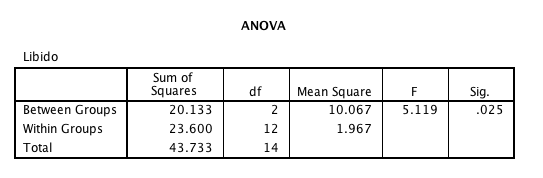 ANOVA
Libido
Sum of Squares df Mean Square F Sig.
Between Groups 20.133 2 10.067 5.119 .025
Within Groups 23.600 12 1.967
Total 43.733 14